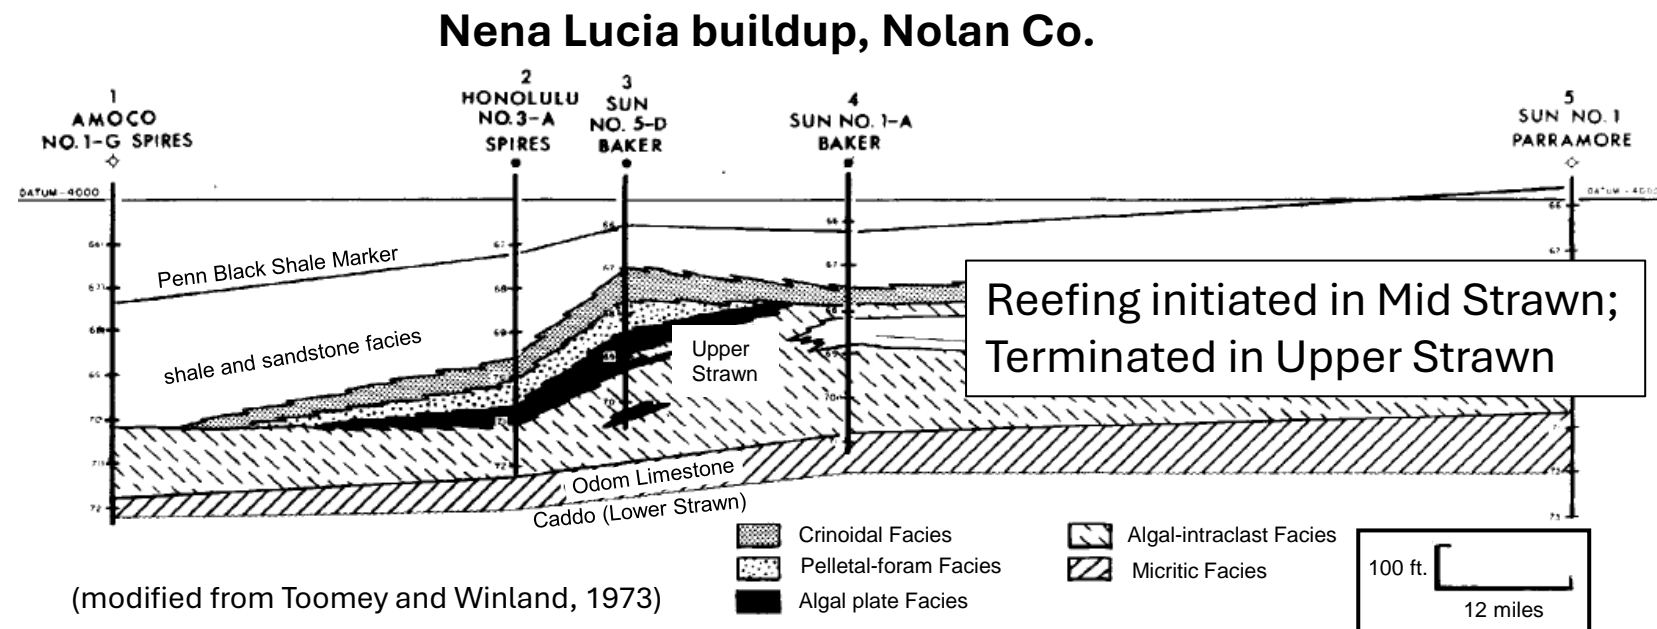 Nena Lucia buildup, Nolan Co.
1
AMOCO
NO.1-G SPIRES
2
HONOLULU
NO.3-A
SPIRES
3
SUN
NO. 5-D
BAKER
4
SUN NO. 1-A
BAKER
5
SUN NO. 1
PARRAMORE
DATUM-4000
Penn Black Shale Marker
shale and sandstone facies
Upper
Strawn
Reefing initiated in Mid Strawn;
Terminated in Upper Strawn
Odom Limestone
Caddo (Lower Strawn)
Crinoidal Facies
Pelletal-foram Facies
Algal plate Facies
Algal-intraclast Facies
Micritic Facies
100 ft.
12 miles
(modified from Toomey and Winland, 1973)